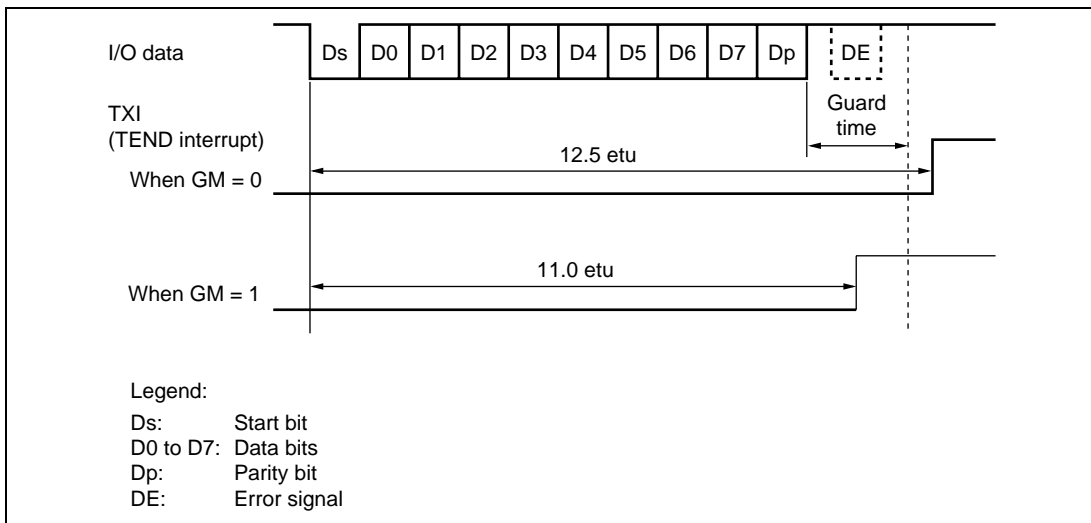 I/O data
Ds D0 D1 D2 D3 D4 D5 D6 D7 Dp DE
TXI
(TEND interrupt)
Guard
time
12.5 etu
When GM = 0
11.0 etu
When GM = 1
Legend:
Ds: Start bit
D0 to D7: Data bits
Dp: Parity bit
DE: Error signal